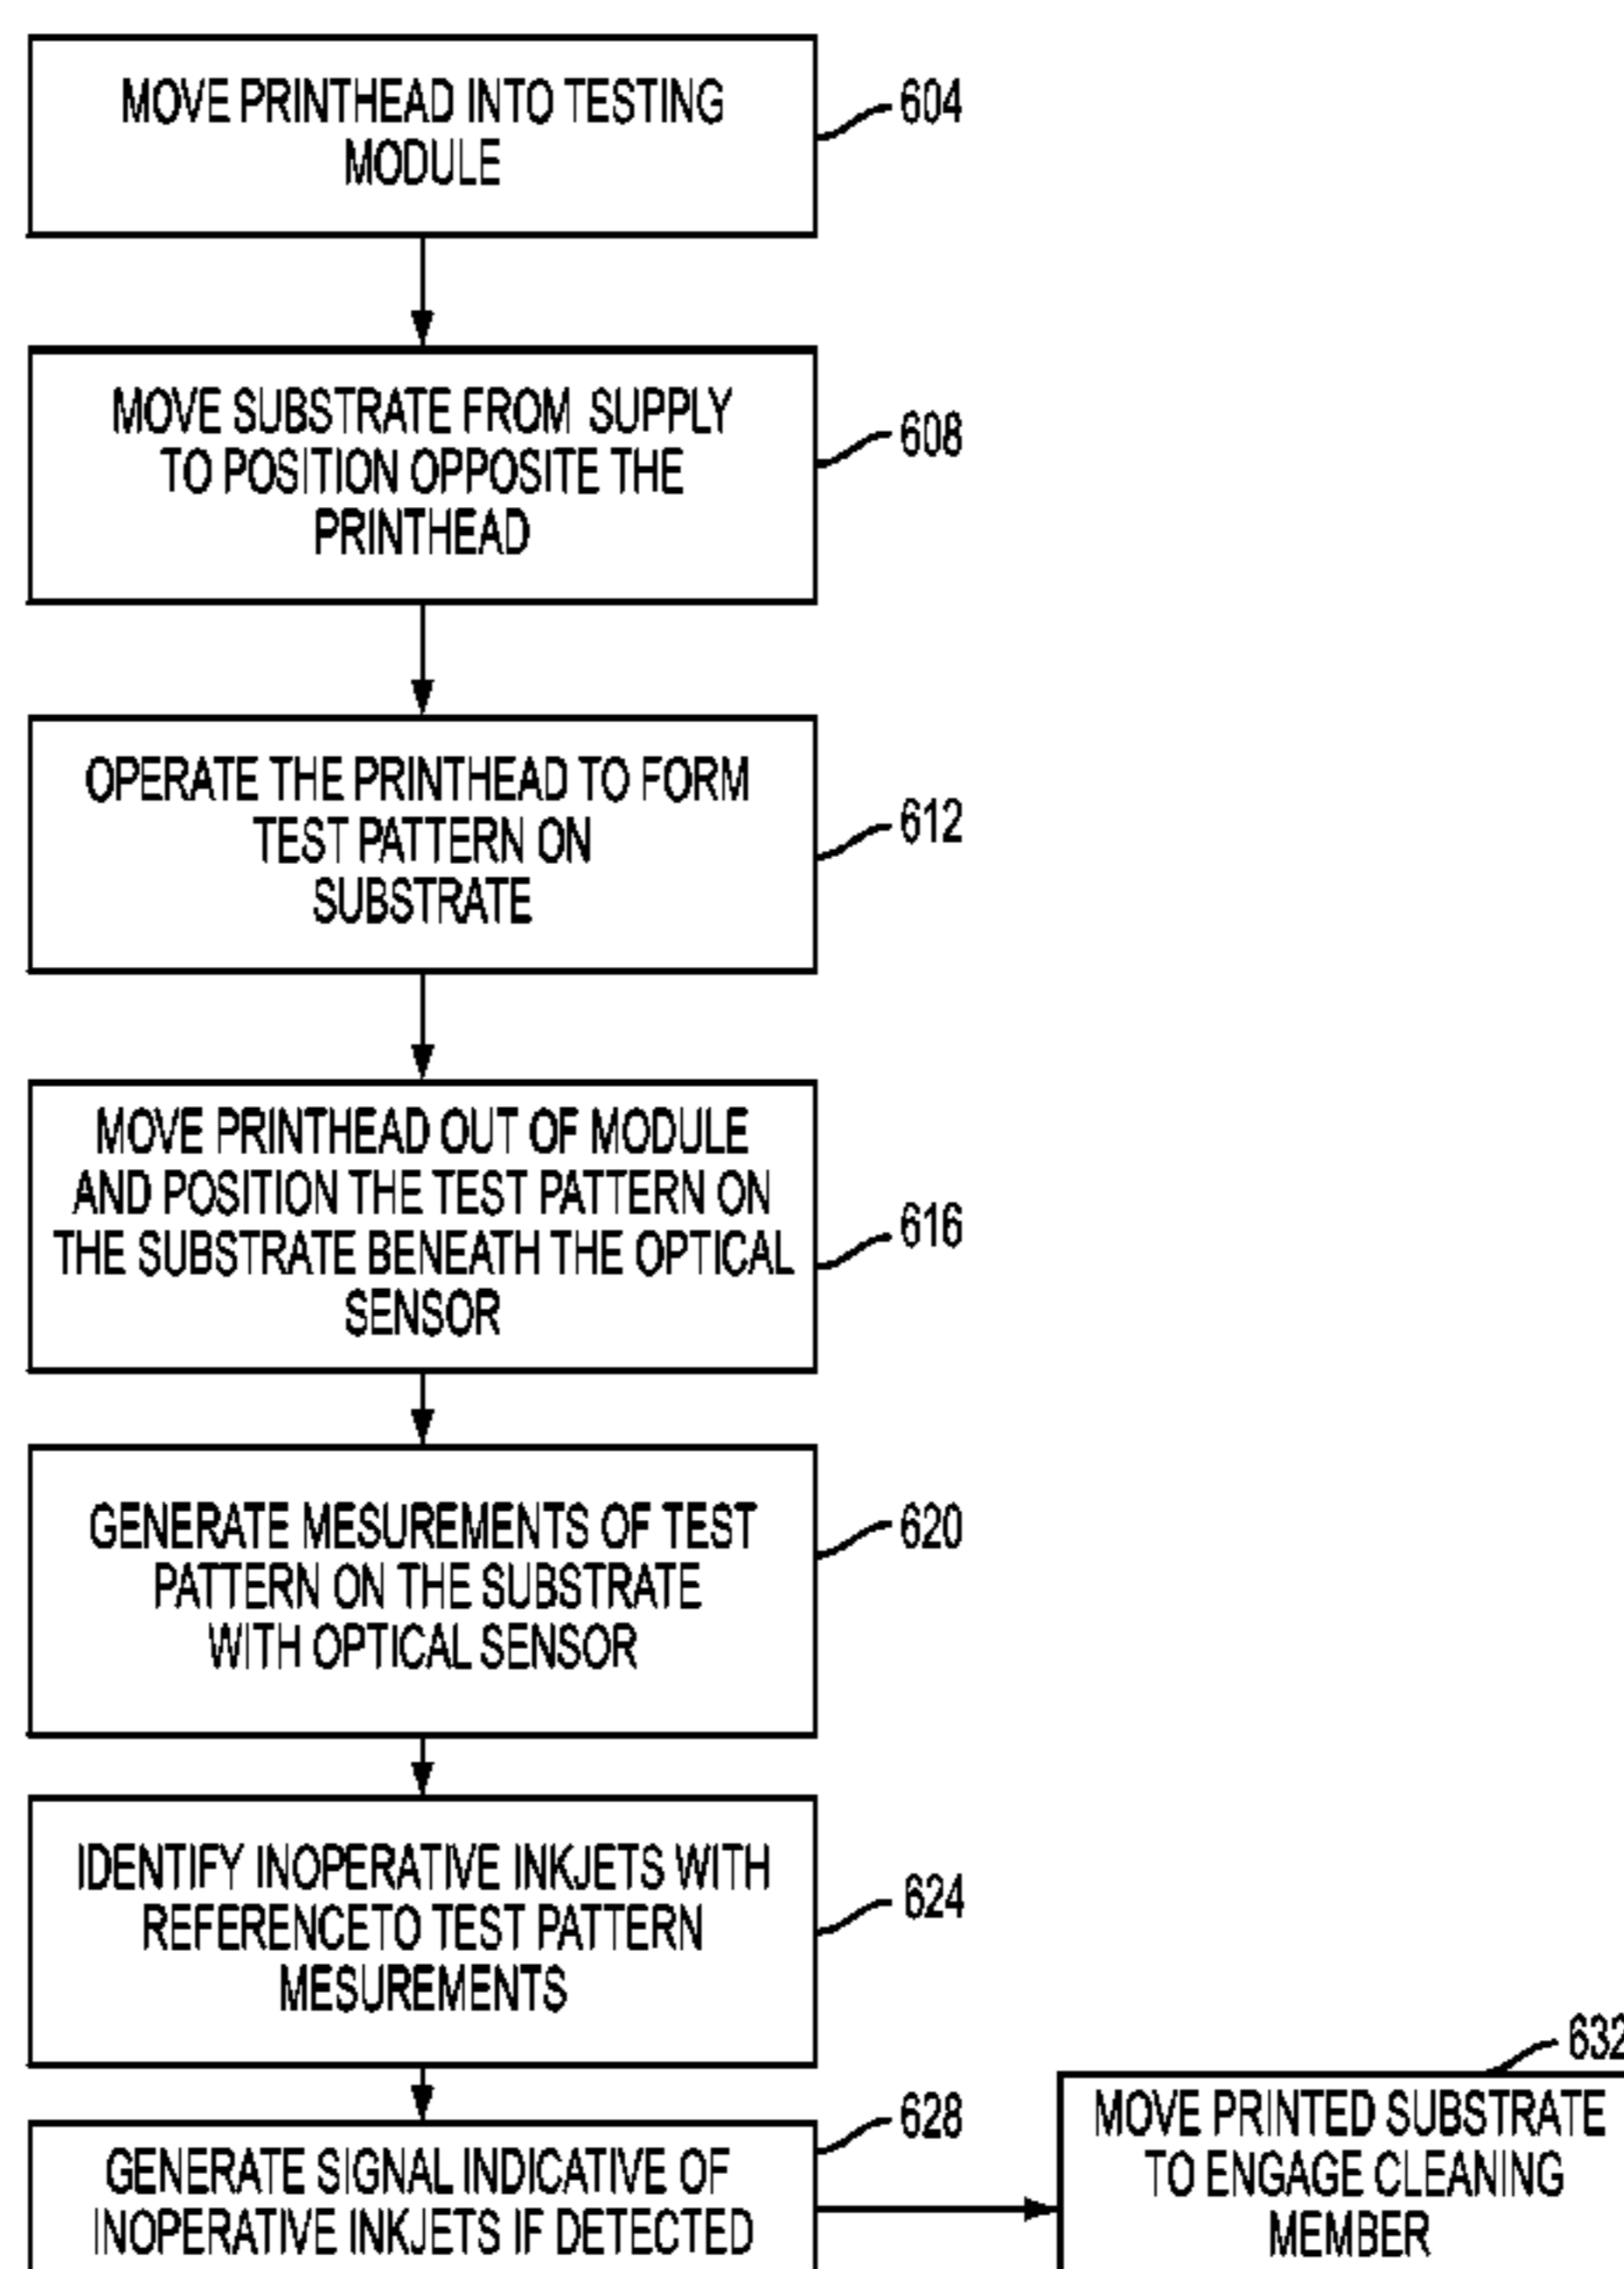 MOVE PRINTHEAD INTO TESTING
MODULE
604
MOVE SUBSTRATE FROM SUPPLY
TO POSITION OPPOSITE THE
PRINTHEAD
608
OPERATE THE PRINTHEAD TO FORM
TEST PATTERN ON
SUBSTRATE
612
MOVE PRINTHEAD OUT OF MODULE
AND POSITION THE TEST PATTERN ON
THE SUBSTRATE BENEATH THE OPTICAL
SENSOR
616
GENERATE MESUREMENTS OF TEST
PATTERN ON THE SUBSTRATE
WITH OPTICAL SENSOR
620
IDENTIFY INOPERATIVE INKJETS WITH
REFERENCETO TEST PATTERN
MESUREMENTS
624
GENERATE SIGNAL INDICATIVE OF
INOPERATIVE INKJETS IF DETECTED
628
632
MOVE PRINTED SUBSTRATE
TO ENGAGE CLEANING
MEMBER